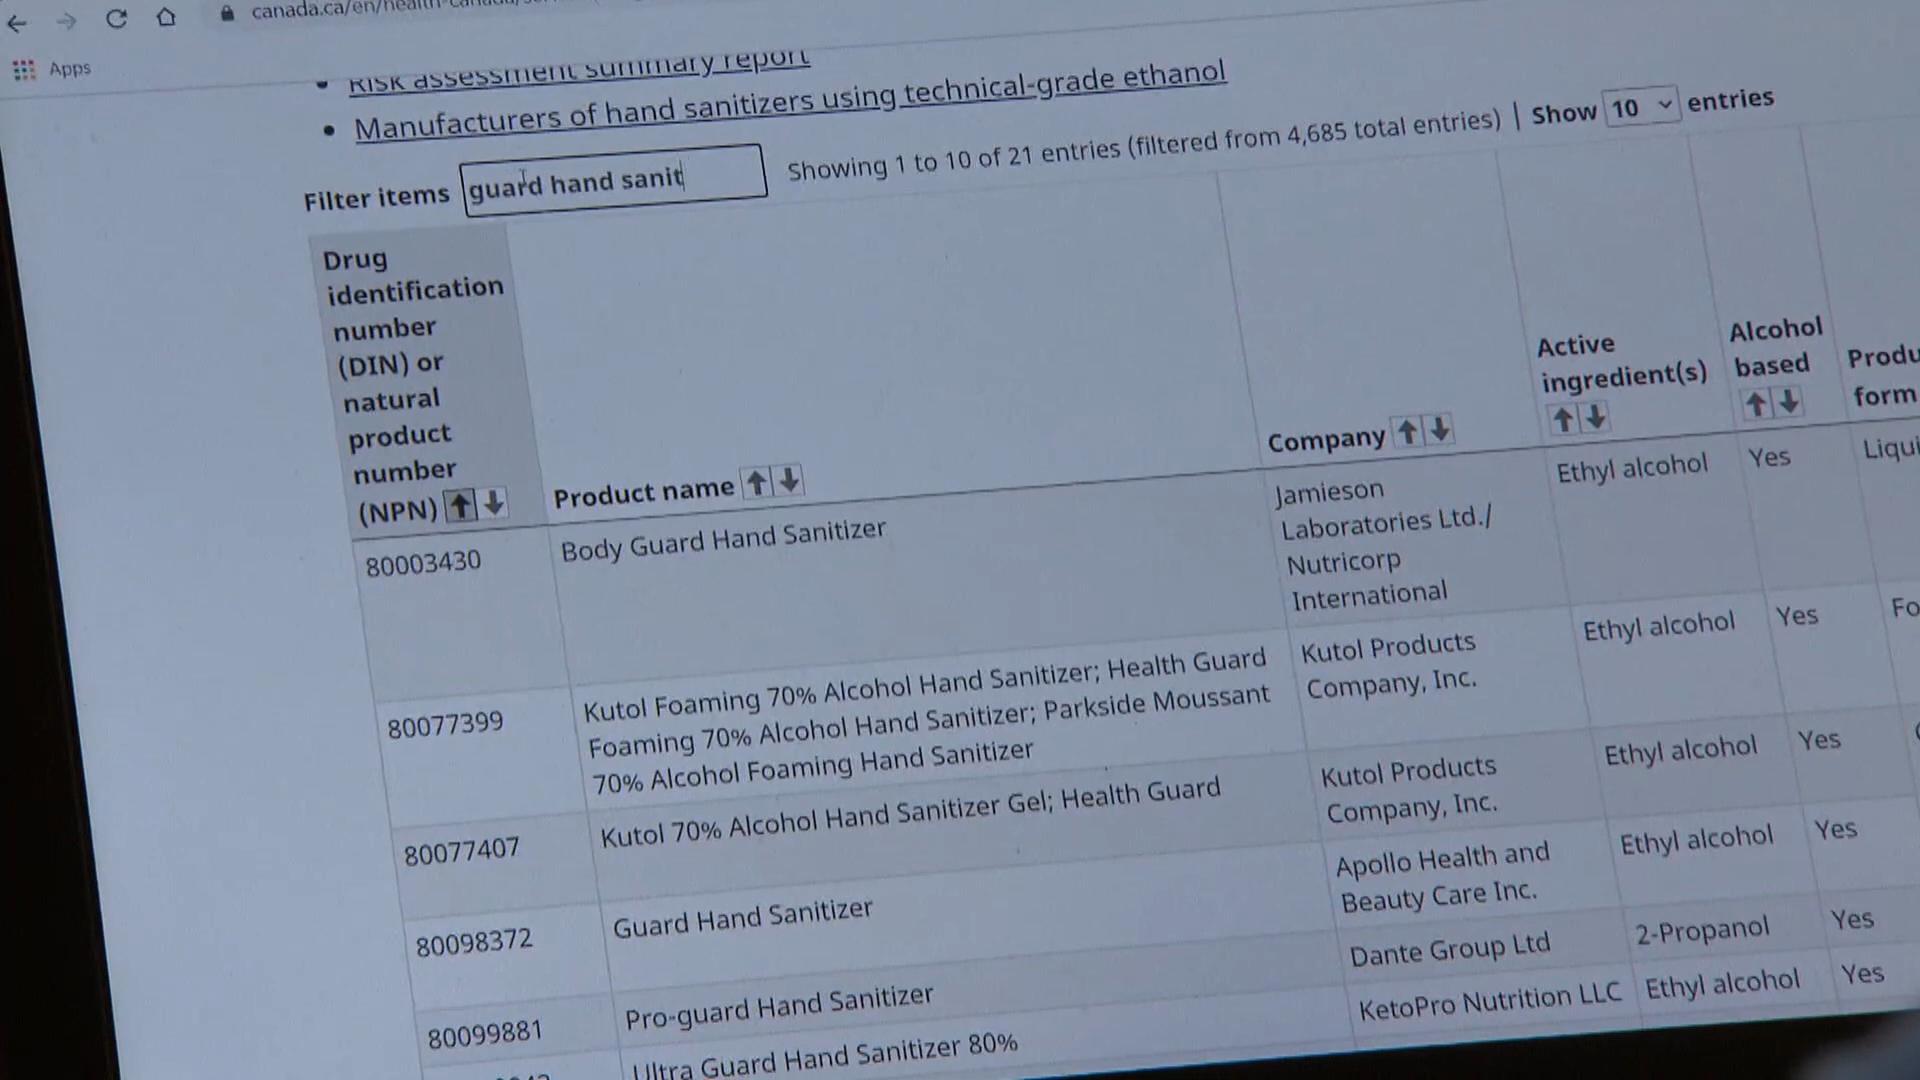 canada.ca/en/health-canada/
Apps
Risk assessment summary report
Manufacturers of hand sanitizers using technical-grade ethanol
Filter items guard hand sanit Showing 1 to 10 of 21 entries (filtered from 4,685 total entries) | Show 10 entries
Drug
identification
number
(DIN) or
natural
product
number
(NPN)
Product name
Company
Active
ingredient(s)
Alcohol
based
form
80003430
Body Guard Hand Sanitizer
Jamieson
Laboratories Ltd./
Nutricorp
International
Ethyl alcohol
Yes
80077399
Kutol Foaming 70% Alcohol Hand Sanitizer; Health Guard
Foaming 70% Alcohol Hand Sanitizer; Parkside Moussant
70% Alcohol Foaming Hand Sanitizer
Kutol Products
Company, Inc.
Ethyl alcohol
Yes
80077407
Kutol 70% Alcohol Hand Sanitizer Gel; Health Guard
Kutol Products
Company, Inc.
Ethyl alcohol
Yes
80098372
Guard Hand Sanitizer
Apollo Health and
Beauty Care Inc.
Ethyl alcohol
Yes
80099881
Pro-guard Hand Sanitizer
Dante Group Ltd
2-Propanol
Yes
Ultra Guard Hand Sanitizer 80%
KetoPro Nutrition LLC
Ethyl alcohol
Yes